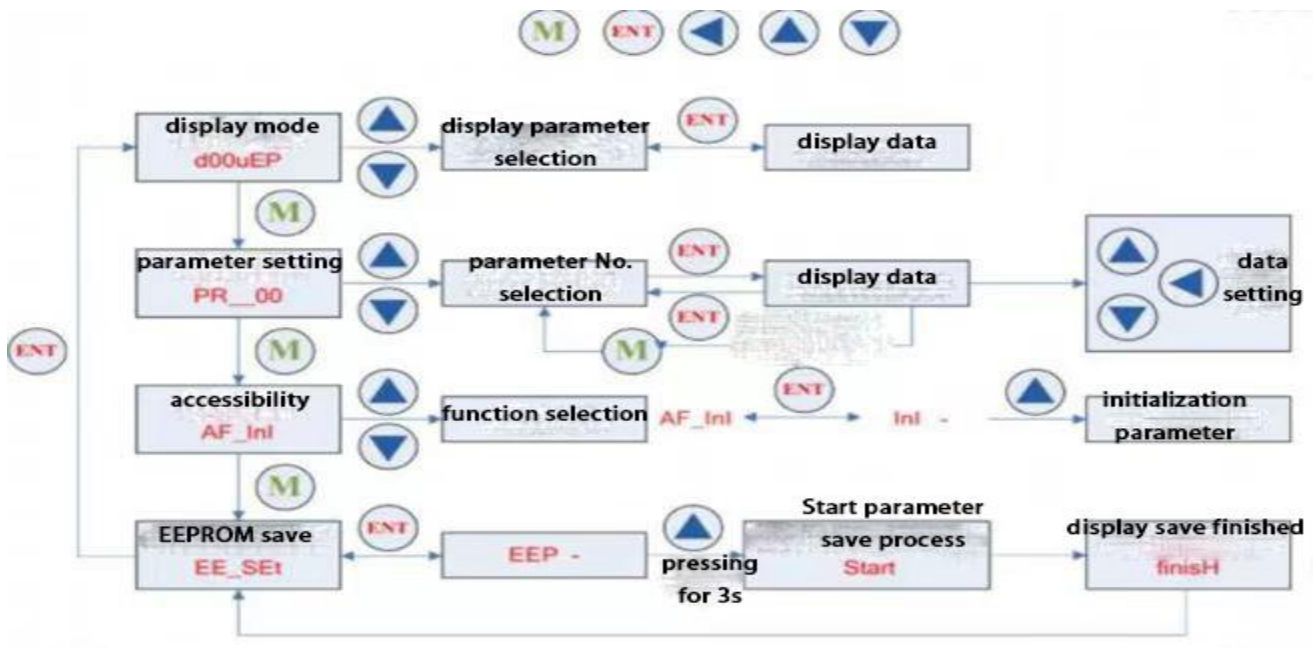 M ENT
display mode
d00uEP
display parameter
selection
ENT
display data
M
parameter setting
PR__00
parameter No.
selection
ENT
display data
ENT
M
data
setting
ENT
M
accessibility
AF_InI
function selection
AF_InI
ENT
InI -
initialization
parameter
M
EEPROM save
EE_SEt
ENT
EEP -
pressing
for 3s
Start parameter
save process
Start
display save finished
finisH